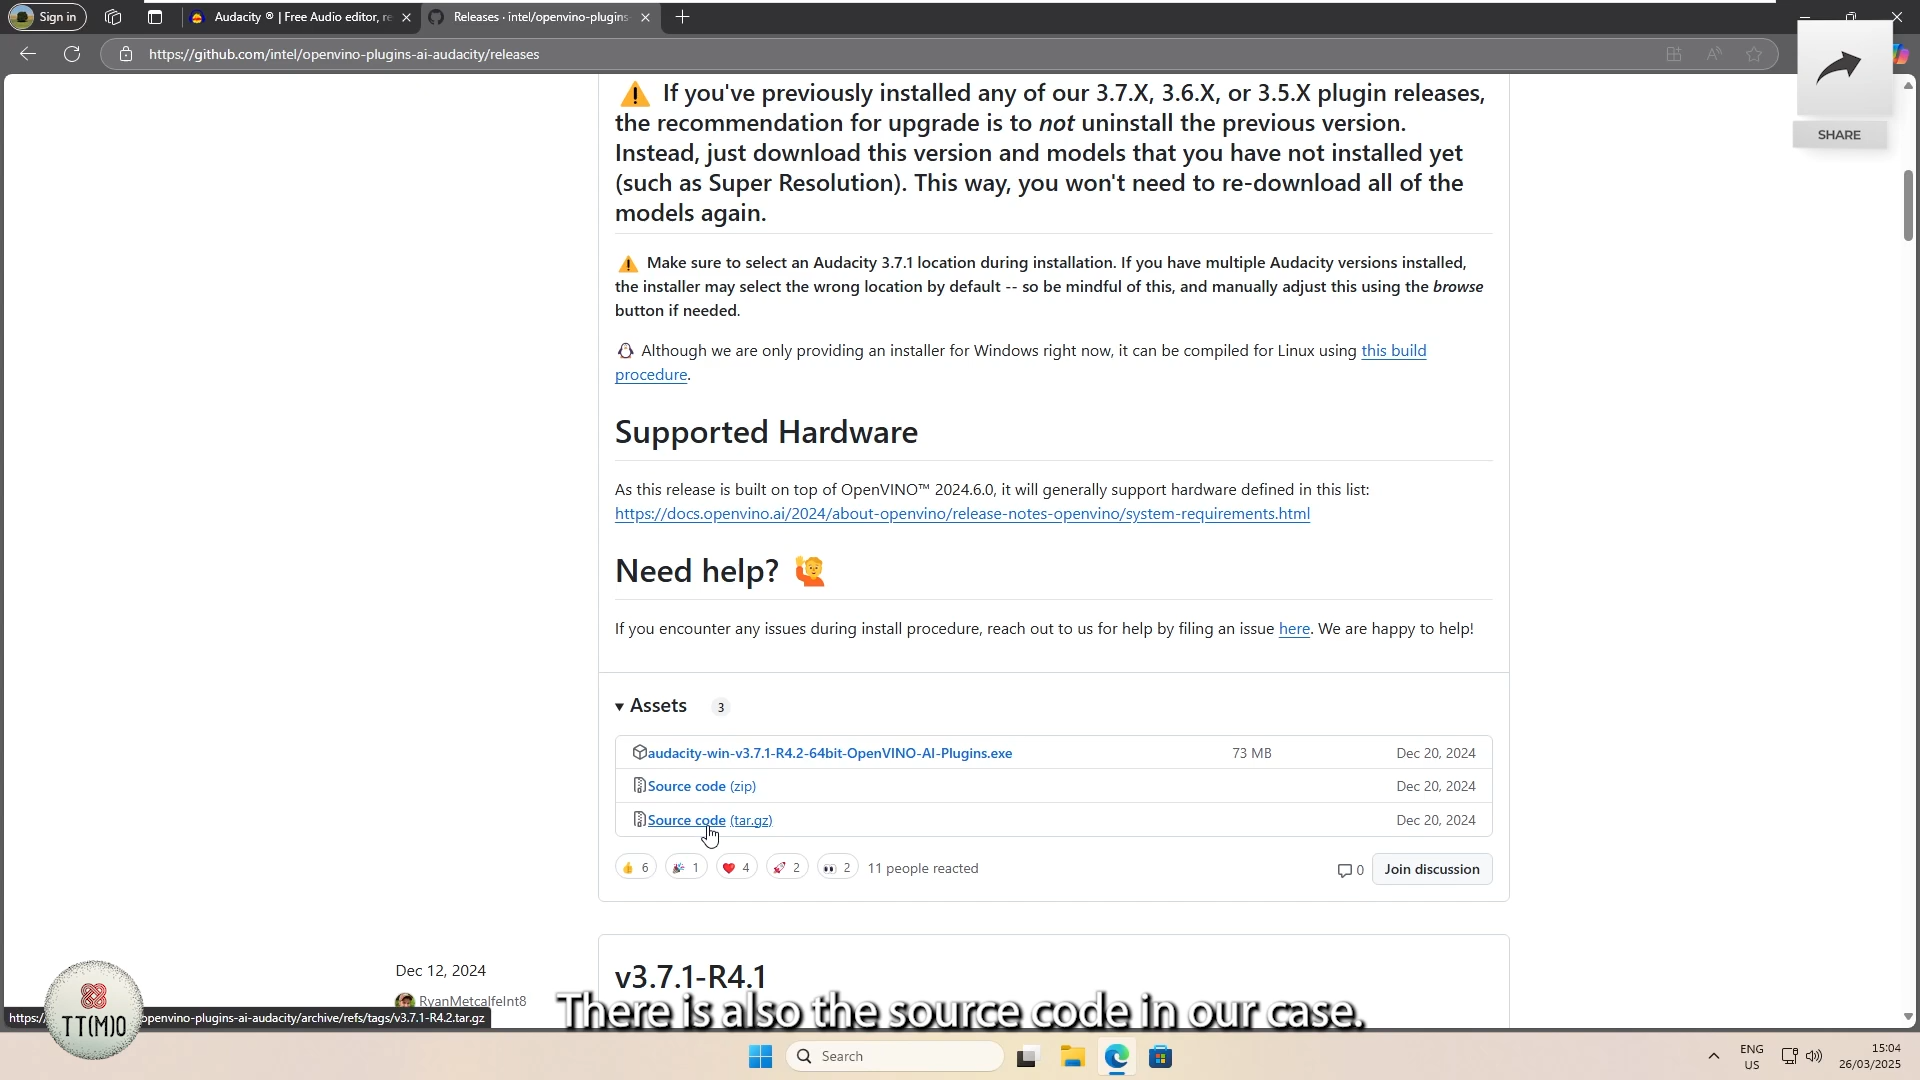 Sign in
Audacity ® | Free Audio editor, re
Releases · intel/openvino-plugins-
https://github.com/intel/openvino-plugins-ai-audacity/releases
SHARE
If you've previously installed any of our 3.7.X, 3.6.X, or 3.5.X plugin releases,
the recommendation for upgrade is to not uninstall the previous version.
Instead, just download this version and models that you have not installed yet
(such as Super Resolution). This way, you won't need to re-download all of the
models again.
Make sure to select an Audacity 3.7.1 location during installation. If you have multiple Audacity versions installed,
the installer may select the wrong location by default -- so be mindful of this, and manually adjust this using the browse
button if needed.
Although we are only providing an installer for Windows right now, it can be compiled for Linux using this build
procedure.
Supported Hardware
As this release is built on top of OpenVINO™ 2024.6.0, it will generally support hardware defined in this list:
https://docs.openvino.ai/2024/about-openvino/release-notes-openvino/system-requirements.html
Need help?
If you encounter any issues during install procedure, reach out to us for help by filing an issue here. We are happy to help!
Assets 3
audacity-win-v3.7.1-R4.2-64bit-OpenVINO-AI-Plugins.exe 73 MB Dec 20, 2024
Source code (zip) Dec 20, 2024
Source code (tar.gz) Dec 20, 2024
6 1 4 2 2 11 people reacted 0 Join discussion
Dec 12, 2024
v3.7.1-R4.1
RyanMetcalfeInt8
There is also the source code in our case.
https:/ openvino-plugins-ai-audacity/archive/refs/tags/v3.7.1-R4.2.tar.gz
TT(M)O
Search
ENG
US
15:04
26/03/2025